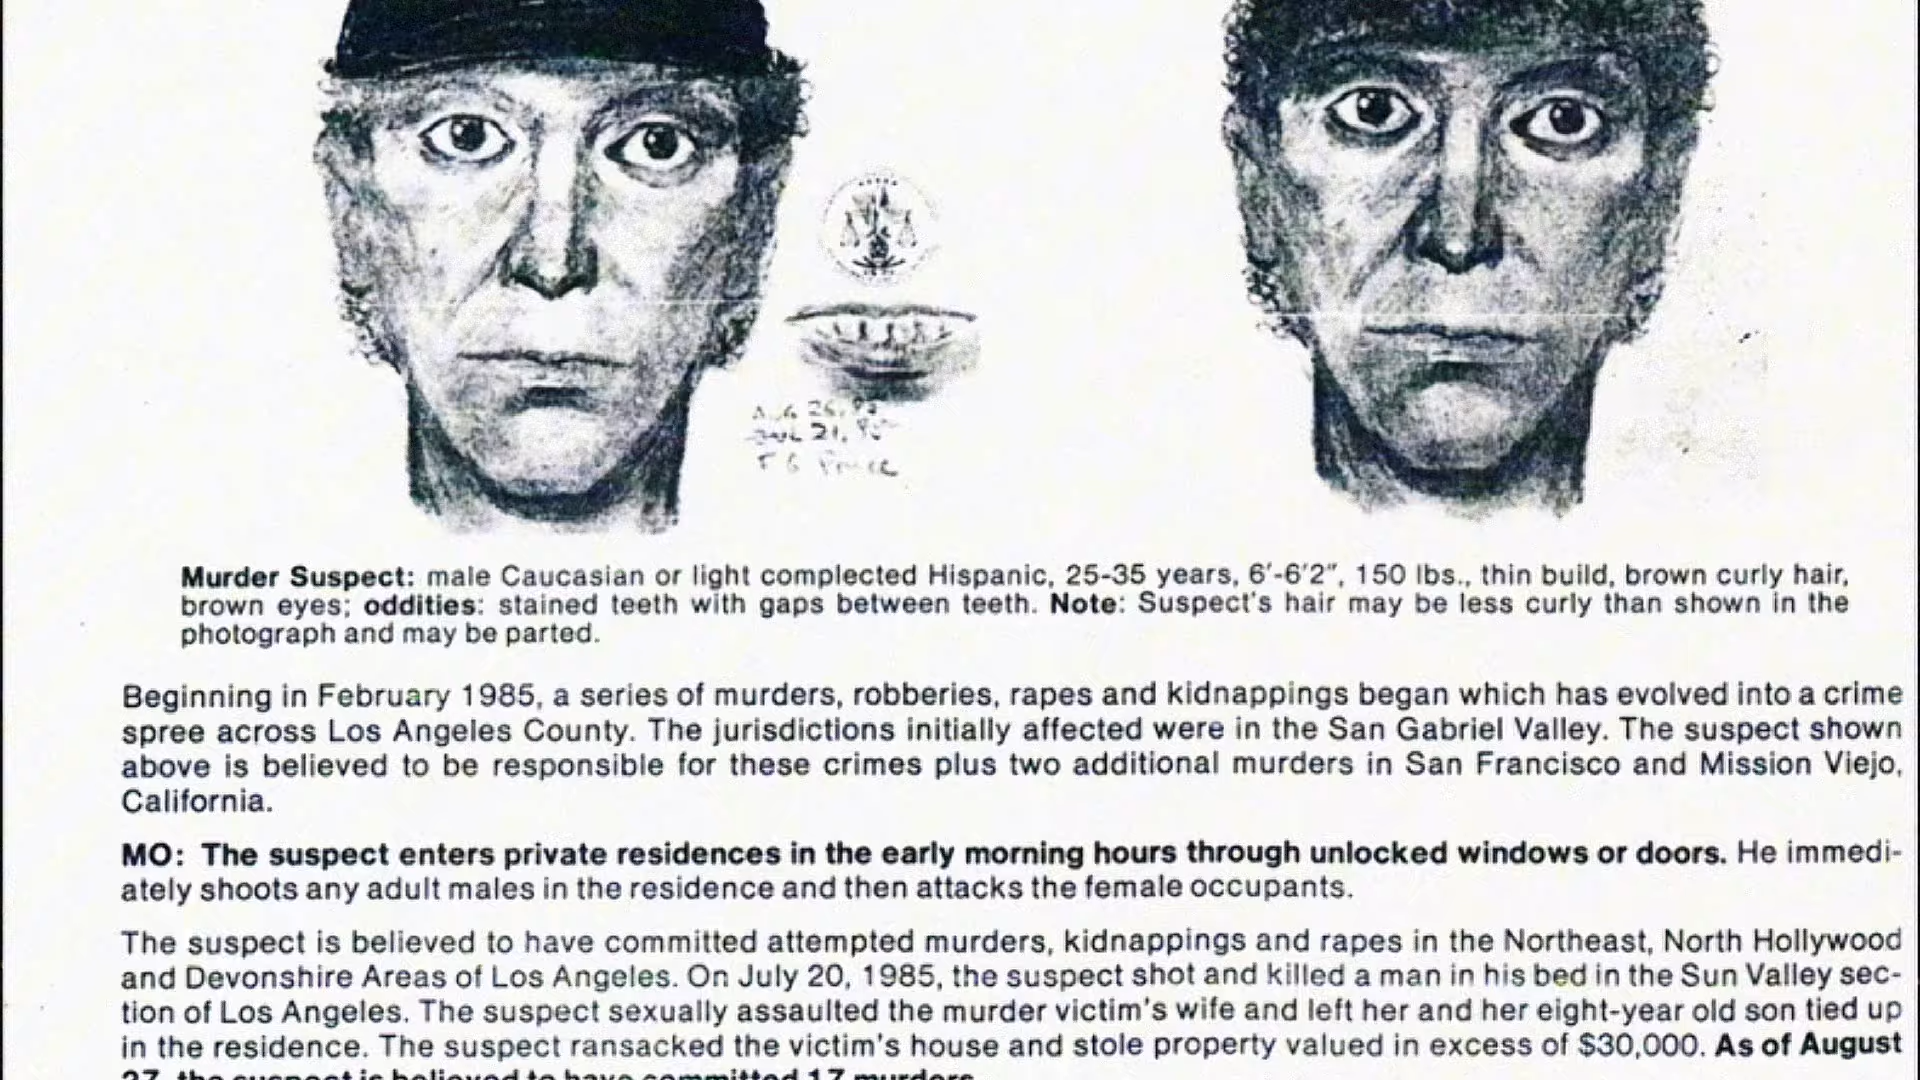 Murder Suspect: male Caucasian or light complected Hispanic, 25-35 years, 6'-6'2", 150 lbs., thin build, brown curly hair,
brown eyes; oddities: stained teeth with gaps between teeth. Note: Suspect's hair may be less curly than shown in the
photograph and may be parted.
Beginning in February 1985, a series of murders, robberies, rapes and kidnappings began which has evolved into a crime
spree across Los Angeles County. The jurisdictions initially affected were in the San Gabriel Valley. The suspect shown
above is believed to be responsible for these crimes plus two additional murders in San Francisco and Mission Viejo,
California.
MO: The suspect enters private residences in the early morning hours through unlocked windows or doors. He immedi-
ately shoots any adult males in the residence and then attacks the female occupants.
The suspect is believed to have committed attempted murders, kidnappings and rapes in the Northeast, North Hollywood
and Devonshire Areas of Los Angeles. On July 20, 1985, the suspect shot and killed a man in his bed in the Sun Valley sec-
tion of Los Angeles. The suspect sexually assaulted the murder victim's wife and left her and her eight-year old son tied up
in the residence. The suspect ransacked the victim's house and stole property valued in excess of $30,000. As of August
27, the suspect is believed to have committed 17 murders